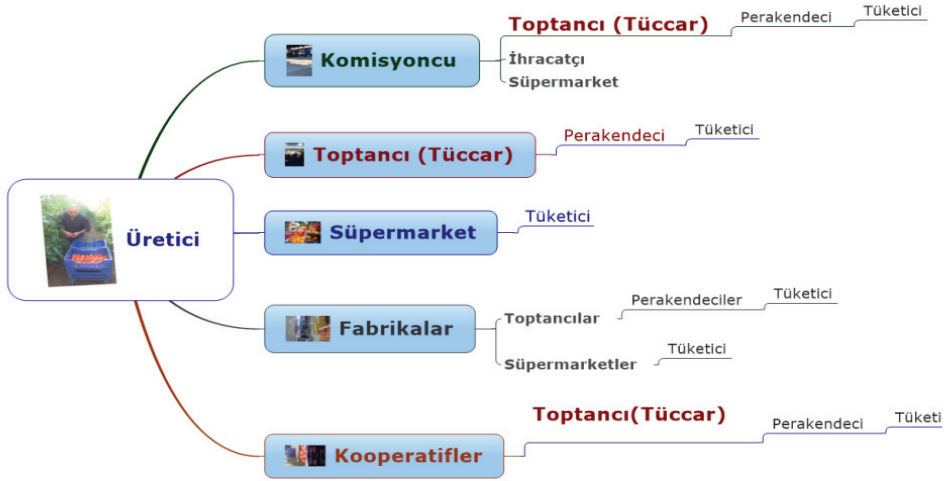 Üretici
Komisyoncu
Toptancı (Tüccar)
Perakendeci
Tüketici
İhracatçı
Süpermarket
Toptancı (Tüccar)
Perakendeci
Tüketici
Süpermarket
Tüketici
Fabrikalar
Toptancılar
Perakendeciler
Tüketici
Süpermarketler
Tüketici
Kooperatifler
Toptancı(Tüccar)
Perakendeci
Tüketi